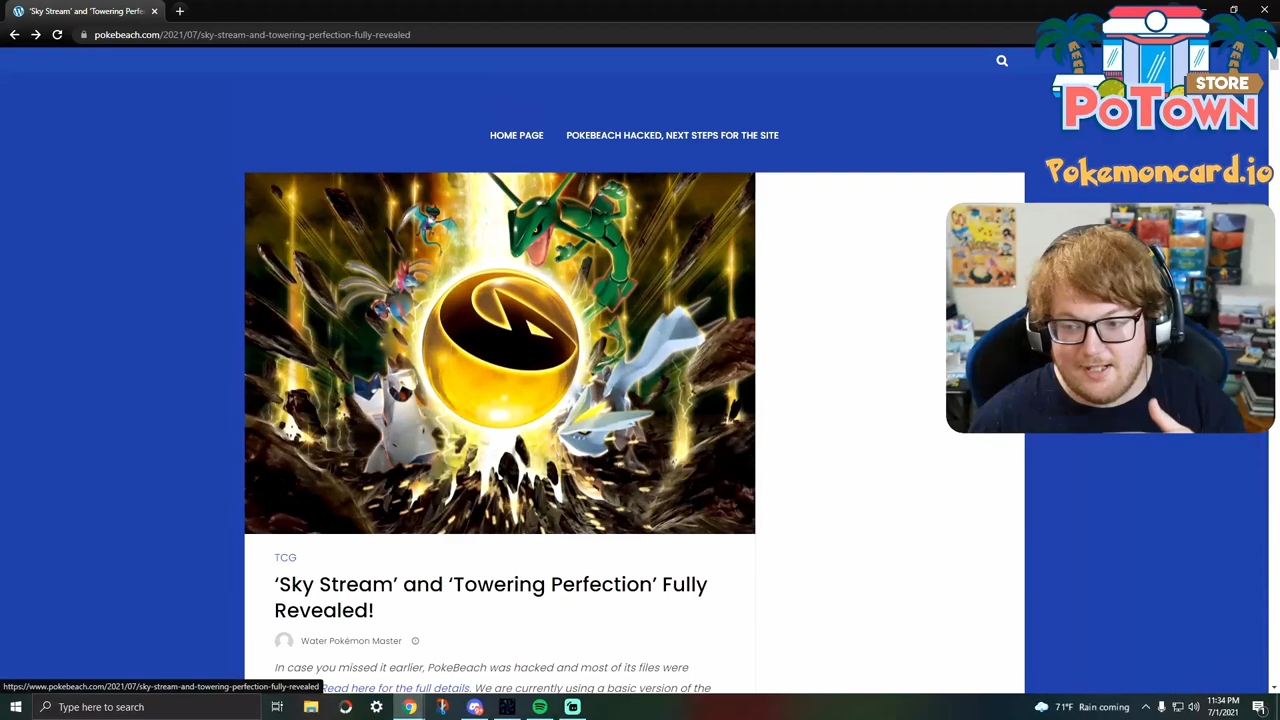 'Sky Stream' and 'Towering Perfe
pokebeach.com/2021/07/sky-stream-and-towering-perfection-fully-revealed
STORE
PoTown
Pokemoncard.io
HOME PAGE
POKEBEACH HACKED, NEXT STEPS FOR THE SITE
TCG
'Sky Stream' and 'Towering Perfection' Fully
Revealed!
Water Pokémon Master
In case you missed it earlier, PokeBeach was hacked and most of its files were
Read here for the full details. We are currently using a basic version of the
https://www.pokebeach.com/2021/07/sky-stream-and-towering-perfection-fully-revealed
Type here to search
71°F Rain coming
11:34 PM
7/1/2021